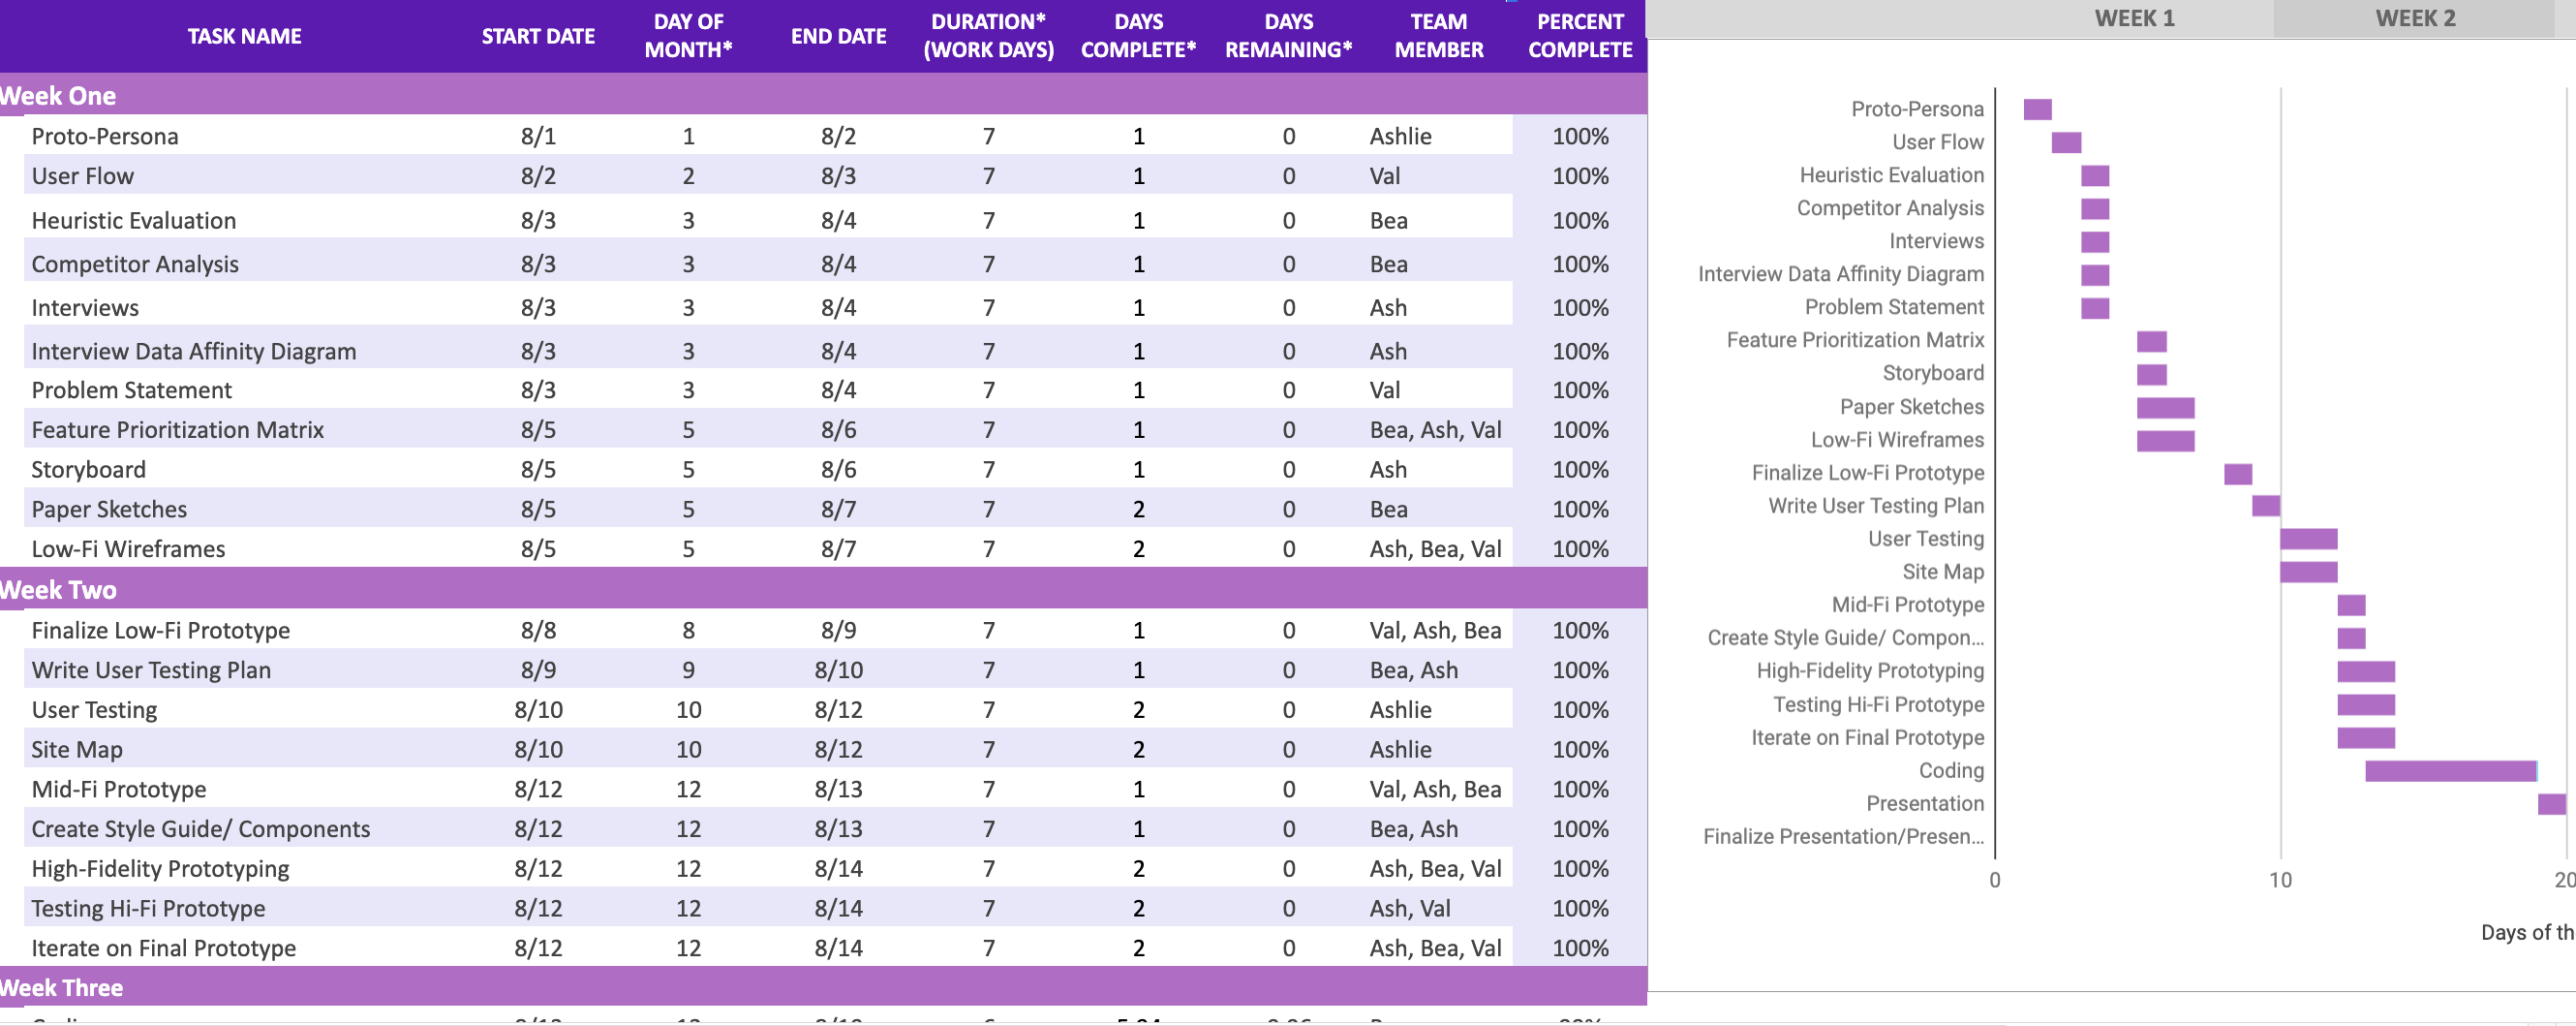 TASK NAME START DATE DAY OF MONTH* END DATE DURATION* (WORK DAYS) DAYS COMPLETE* DAYS REMAINING* TEAM MEMBER PERCENT COMPLETE
Week One
Proto-Persona 8/1 1 8/2 7 1 0 Ashlie 100%
User Flow 8/2 2 8/3 7 1 0 Val 100%
Heuristic Evaluation 8/3 3 8/4 7 1 0 Bea 100%
Competitor Analysis 8/3 3 8/4 7 1 0 Bea 100%
Interviews 8/3 3 8/4 7 1 0 Ash 100%
Interview Data Affinity Diagram 8/3 3 8/4 7 1 0 Ash 100%
Problem Statement 8/3 3 8/4 7 1 0 Val 100%
Feature Prioritization Matrix 8/5 5 8/6 7 1 0 Bea, Ash, Val 100%
Storyboard 8/5 5 8/6 7 1 0 Ash 100%
Paper Sketches 8/5 5 8/7 7 2 0 Bea 100%
Low-Fi Wireframes 8/5 5 8/7 7 2 0 Ash, Bea, Val 100%
Week Two
Finalize Low-Fi Prototype 8/8 8 8/9 7 1 0 Val, Ash, Bea 100%
Write User Testing Plan 8/9 9 8/10 7 1 0 Bea, Ash 100%
User Testing 8/10 10 8/12 7 2 0 Ashlie 100%
Site Map 8/10 10 8/12 7 2 0 Ashlie 100%
Mid-Fi Prototype 8/12 12 8/13 7 1 0 Val, Ash, Bea 100%
Create Style Guide/ Components 8/12 12 8/13 7 1 0 Bea, Ash 100%
High-Fidelity Prototyping 8/12 12 8/14 7 2 0 Ash, Bea, Val 100%
Testing Hi-Fi Prototype 8/12 12 8/14 7 2 0 Ash, Val 100%
Iterate on Final Prototype 8/12 12 8/14 7 2 0 Ash, Bea, Val 100%
Week Three
WEEK 1 WEEK 2
Proto-Persona
User Flow
Heuristic Evaluation
Competitor Analysis
Interviews
Interview Data Affinity Diagram
Problem Statement
Feature Prioritization Matrix
Storyboard
Paper Sketches
Low-Fi Wireframes
Finalize Low-Fi Prototype
Write User Testing Plan
User Testing
Site Map
Mid-Fi Prototype
Create Style Guide/ Compon...
High-Fidelity Prototyping
Testing Hi-Fi Prototype
Iterate on Final Prototype
Coding
Presentation
Finalize Presentation/Presen...
0 10 20
Days of th